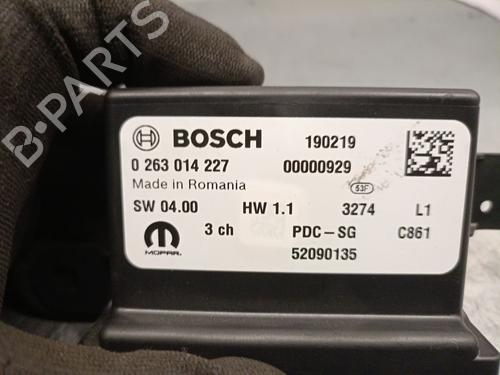 B-PARTS
BOSCH 190219
0 263 014 227 00000929
Made in Romania 53F
SW 04.00 HW 1.1 3274 L1
3 ch PDC-SG C861
MOPAR 52090135